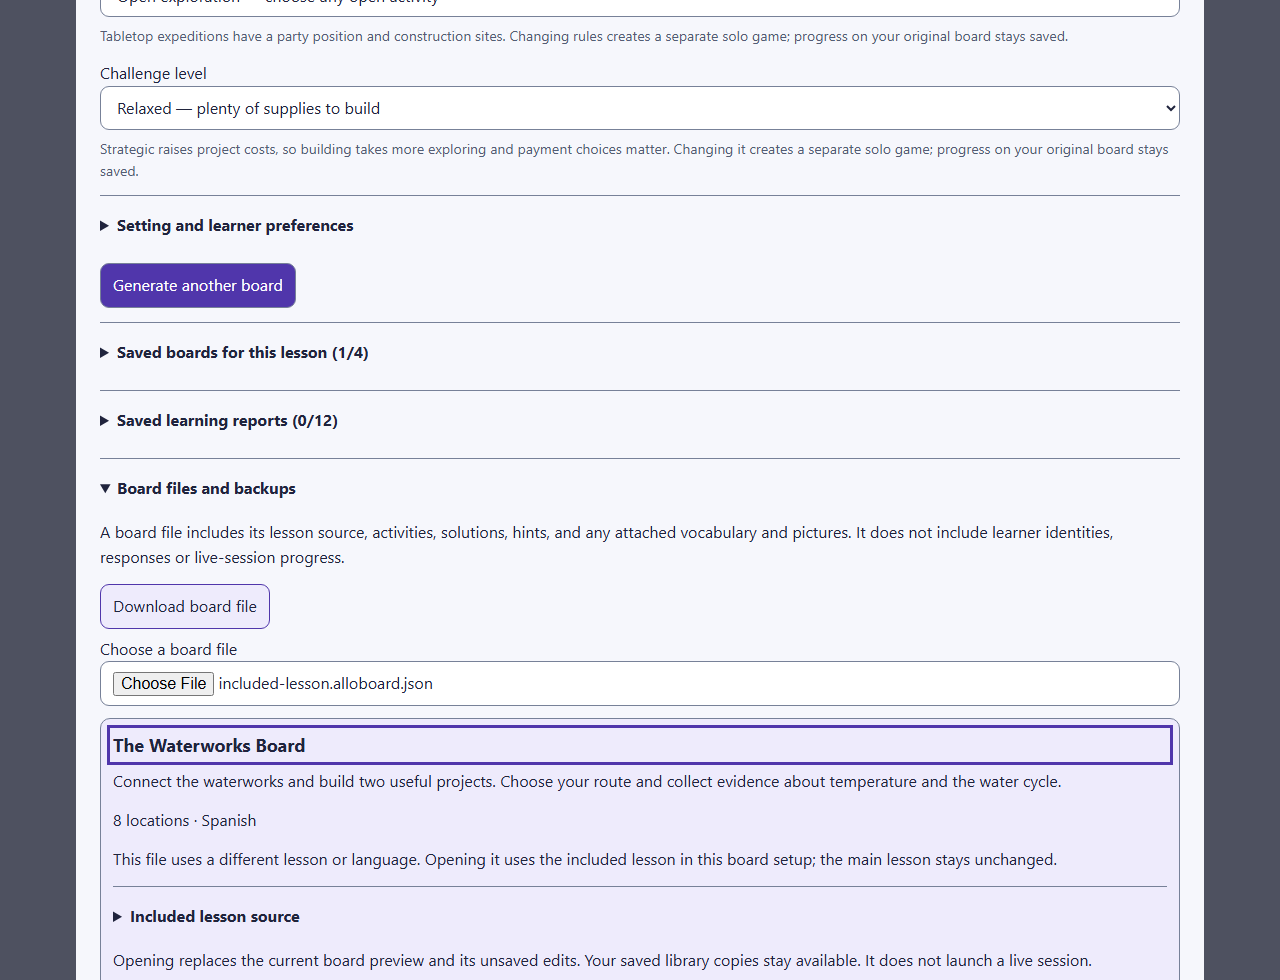 Open exploration — choose any open activity
Tabletop expeditions have a party position and construction sites. Changing rules creates a separate solo game; progress on your original board stays saved.
Challenge level
Relaxed — plenty of supplies to build
Strategic raises project costs, so building takes more exploring and payment choices matter. Changing it creates a separate solo game; progress on your original board stays
saved.
Setting and learner preferences
Generate another board
Saved boards for this lesson (1/4)
Saved learning reports (0/12)
Board files and backups
A board file includes its lesson source, activities, solutions, hints, and any attached vocabulary and pictures. It does not include learner identities,
responses or live-session progress.
Download board file
Choose a board file
Choose File included-lesson.alloboard.json
The Waterworks Board
Connect the waterworks and build two useful projects. Choose your route and collect evidence about temperature and the water cycle.
8 locations · Spanish
This file uses a different lesson or language. Opening it uses the included lesson in this board setup; the main lesson stays unchanged.
Included lesson source
Opening replaces the current board preview and its unsaved edits. Your saved library copies stay available. It does not launch a live session.